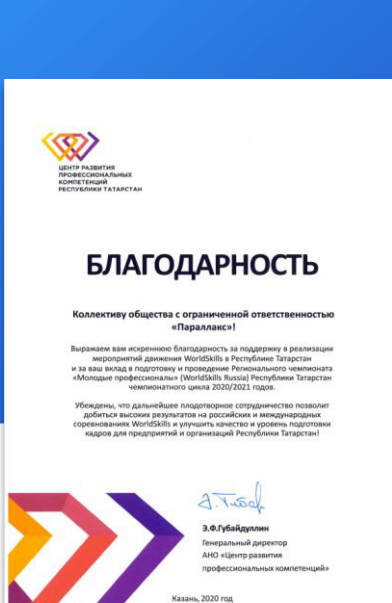 ЦЕНТР РАЗВИТИЯ
ПРОФЕССИОНАЛЬНЫХ
КОМПЕТЕНЦИЙ
РЕСПУБЛИКИ ТАТАРСТАН
БЛАГОДАРНОСТЬ
Коллективу общества с ограниченной ответственностью
«Параллакс»!
Выражаем вам искреннюю благодарность за поддержку в реализации
мероприятий движения WorldSkills в Республике Татарстан
и за ваш вклад в подготовку и проведение Регионального чемпионата
«Молодые профессионалы» (WorldSkills Russia) Республики Татарстан
чемпионатного цикла 2020/2021 годов.
Убеждены, что дальнейшее плодотворное сотрудничество позволит
добиться высоких результатов на российских и международных
соревнованиях WorldSkills и улучшить качество и уровень подготовки
кадров для предприятий и организаций Республики Татарстан!
Э.Ф.Губайдуллин
Генеральный директор
АНО «Центр развития
профессиональных компетенций»
Казань, 2020 год